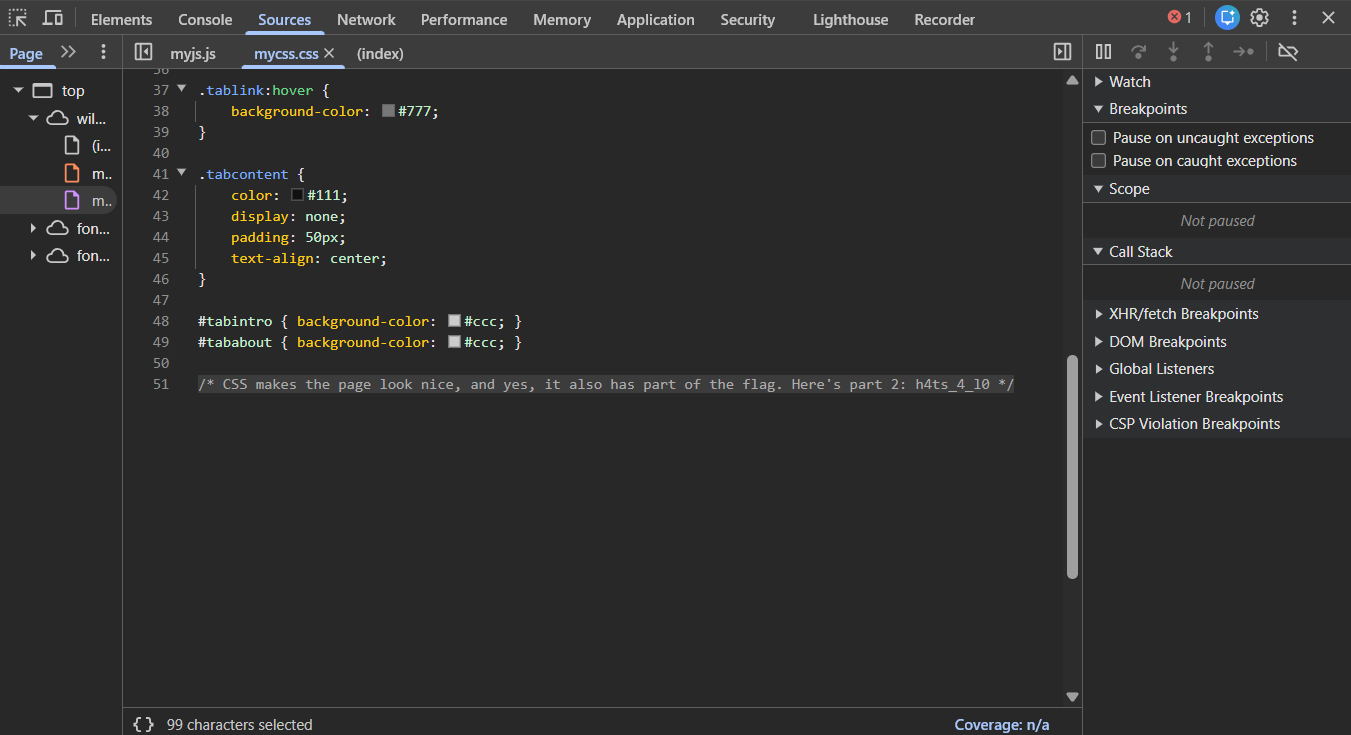 Elements Console Sources Network Performance Memory Application Security Lighthouse Recorder 1
Page myjs.js mycss.css (index)
top
wil...
(i...
m..
m..
fon...
fon...
37 .tablink:hover {
38 background-color: #777;
39 }
40
41 .tabcontent {
42 color: #111;
43 display: none;
44 padding: 50px;
45 text-align: center;
46 }
47
48 #tabintro { background-color: #ccc; }
49 #tababout { background-color: #ccc; }
50
51 /* CSS makes the page look nice, and yes, it also has part of the flag. Here's part 2: h4ts_4_l0 */
{ } 99 characters selected Coverage: n/a
Watch
Breakpoints
Pause on uncaught exceptions
Pause on caught exceptions
Scope
Not paused
Call Stack
Not paused
XHR/fetch Breakpoints
DOM Breakpoints
Global Listeners
Event Listener Breakpoints
CSP Violation Breakpoints